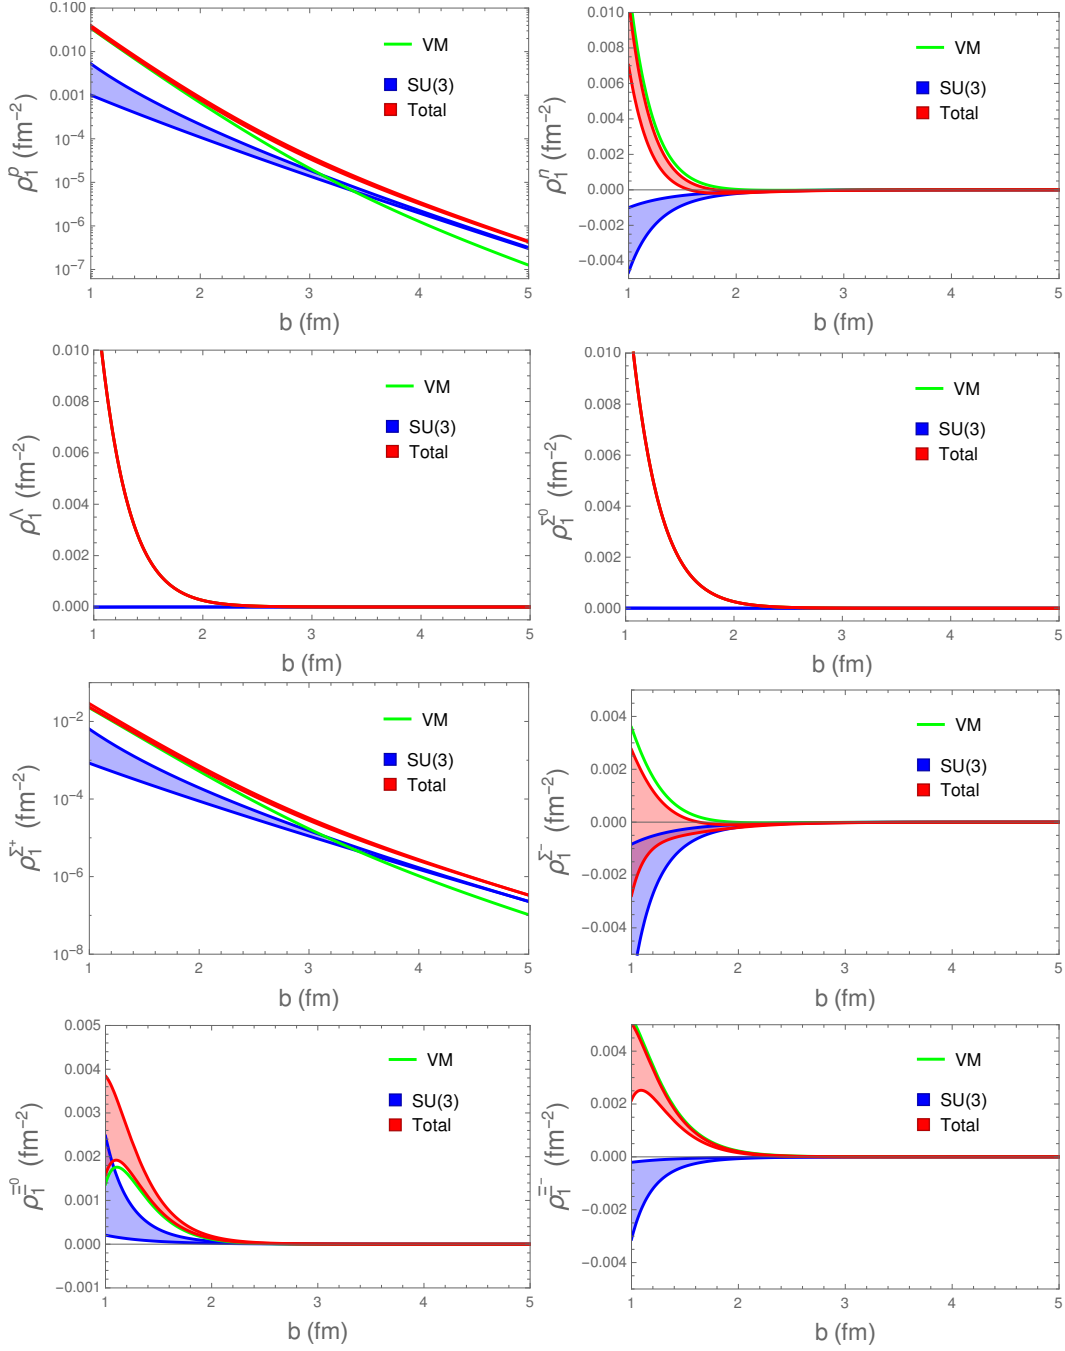 0.100
0.010
0.001
10⁻⁴
10⁻⁵
10⁻⁶
10⁻⁷
1 2 3 4 5
b (fm)
ρ₁ᵖ (fm⁻²)
VM
SU(3)
Total
0.010
0.008
0.006
0.004
0.002
0.000
−0.002
−0.004
1 2 3 4 5
b (fm)
ρ₁ⁿ (fm⁻²)
VM
SU(3)
Total
0.010
0.008
0.006
0.004
0.002
0.000
1 2 3 4 5
b (fm)
ρ₁^Λ (fm⁻²)
VM
SU(3)
Total
0.010
0.008
0.006
0.004
0.002
0.000
1 2 3 4 5
b (fm)
ρ₁^Σ⁰ (fm⁻²)
VM
SU(3)
Total
10⁻²
10⁻⁴
10⁻⁶
10⁻⁸
1 2 3 4 5
b (fm)
ρ₁^Σ⁺ (fm⁻²)
VM
SU(3)
Total
0.004
0.002
0.000
−0.002
−0.004
1 2 3 4 5
b (fm)
ρ₁^Σ⁻ (fm⁻²)
VM
SU(3)
Total
0.005
0.004
0.003
0.002
0.001
0.000
−0.001
1 2 3 4 5
b (fm)
ρ₁^Ξ⁰ (fm⁻²)
VM
SU(3)
Total
0.004
0.002
0.000
−0.002
−0.004
1 2 3 4 5
b (fm)
ρ₁^Ξ⁻ (fm⁻²)
VM
SU(3)
Total